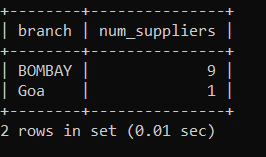 +--------+---------------+
| branch | num_suppliers |
+--------+---------------+
| BOMBAY |             9 |
| Goa    |             1 |
+--------+---------------+
2 rows in set (0.01 sec)